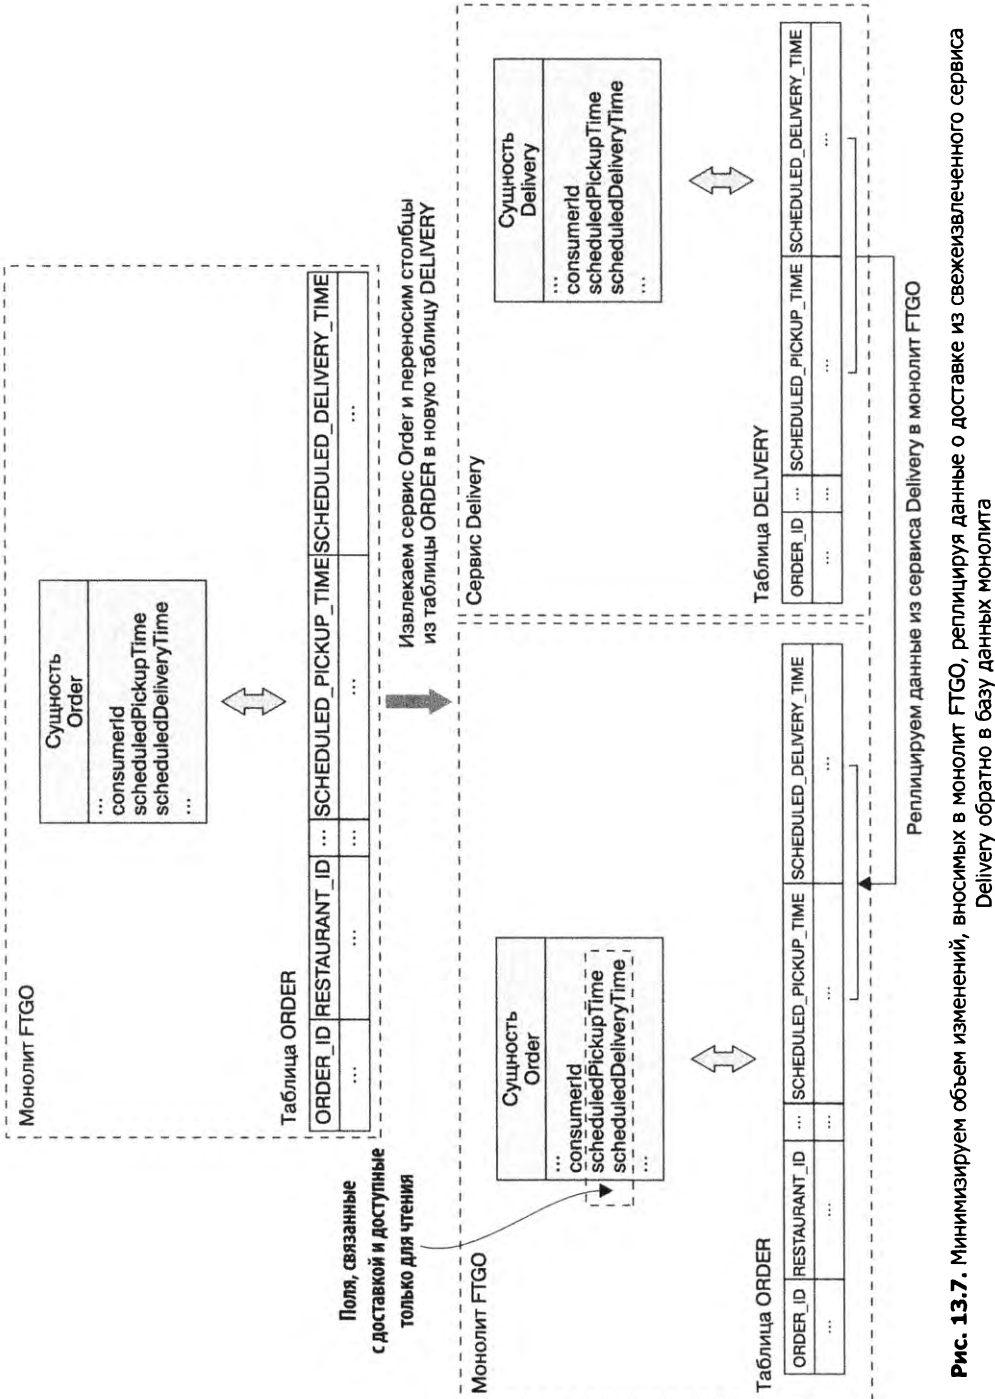 Монолит FTGO
Сущность
Order
...
consumerId
scheduledPickupTime
scheduledDeliveryTime
...
Таблица ORDER
ORDER_ID RESTAURANT_ID ... SCHEDULED_PICKUP_TIME SCHEDULED_DELIVERY_TIME
... ... ... ... ...
Поля, связанные
с доставкой и доступные
только для чтения
Извлекаем сервис Order и переносим столбцы
из таблицы ORDER в новую таблицу DELIVERY
Монолит FTGO
Сущность
Order
...
consumerId
scheduledPickupTime
scheduledDeliveryTime
...
Таблица ORDER
ORDER_ID RESTAURANT_ID ... SCHEDULED_PICKUP_TIME SCHEDULED_DELIVERY_TIME
... .... ... ... ...
Сервис Delivery
Сущность
Delivery
...
consumerId
scheduledPickupTime
scheduledDeliveryTime
...
Таблица DELIVERY
ORDER_ID ... SCHEDULED_PICKUP_TIME SCHEDULED_DELIVERY_TIME
... ... ... ...
Реплицируем данные из сервиса Delivery в монолит FTGO
Рис. 13.7. Минимизируем объем изменений, вносимых в монолит FTGO, реплицируя данные о доставке из свежеизвлеченного сервиса
Delivery обратно в базу данных монолита